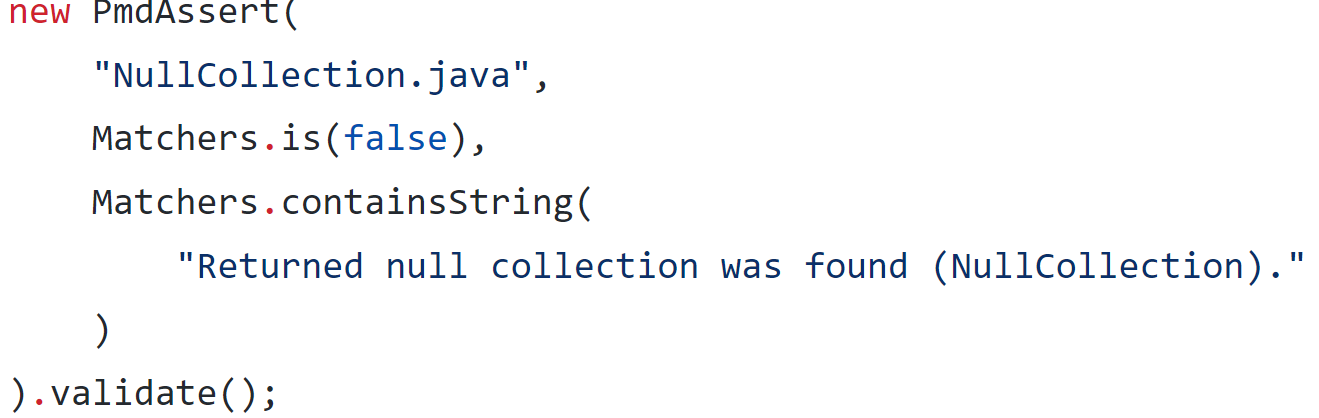 new PmdAssert(
"NullCollection.java",
Matchers.is(false),
Matchers.containsString(
"Returned null collection was found (NullCollection)."
)
).validate();